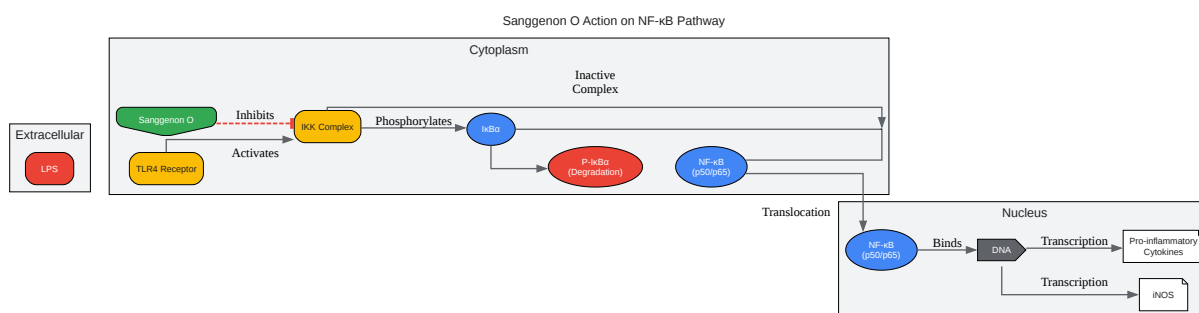 Sanggenon O Action on NF-κB Pathway
Cytoplasm
Inactive
Complex
Extracellular
LPS
Sanggenon O
Inhibits
TLR4 Receptor
Activates
IKK Complex
Phosphorylates
IκBα
P-IκBα
(Degradation)
NF-κB
(p50/p65)
Translocation
Nucleus
NF-κB
(p50/p65)
Binds
DNA
Transcription
Pro-inflammatory
Cytokines
Transcription
iNOS